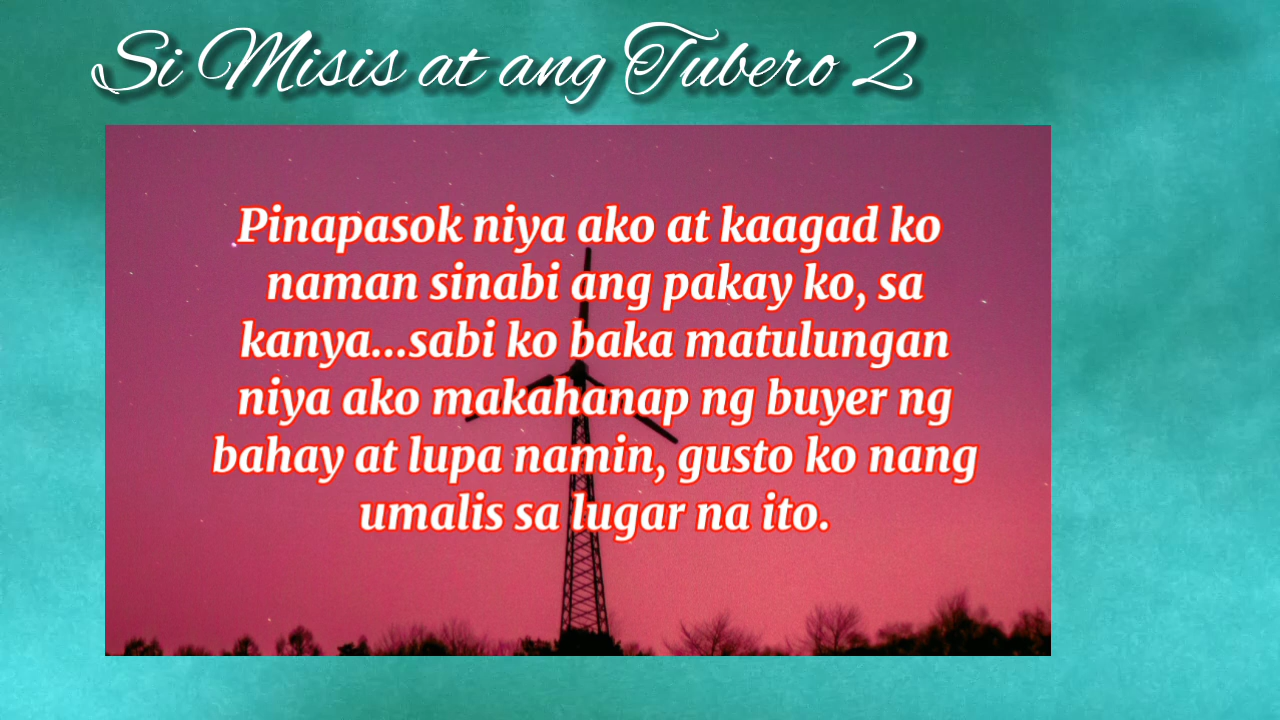 Si Misis at ang Tubero 2
Pinapasok niya ako at kaagad ko
naman sinabi ang pakay ko, sa
kanya...sabi ko baka matulungan
niya ako makahanap ng buyer ng
bahay at lupa namin, gusto ko nang
umalis sa lugar na ito.